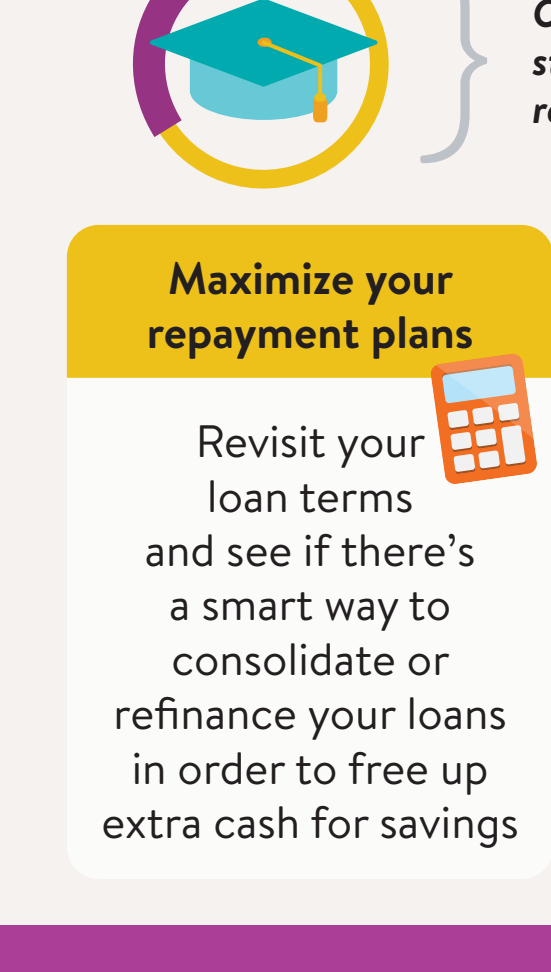 Maximize your
repayment plans
Revisit your
loan terms
and see if there’s
a smart way to
consolidate or
refinance your loans
in order to free up
extra cash for savings